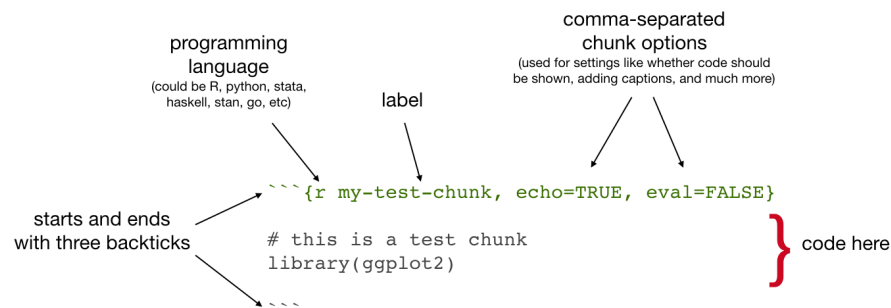 comma-separated
chunk options
(used for settings like whether code should
be shown, adding captions, and much more)
programming
language
(could be R, python, stata,
haskell, stan, go, etc)
label
```{r my-test-chunk, echo=TRUE, eval=FALSE}
starts and ends
with three backticks
# this is a test chunk
library(ggplot2)
} code here
```